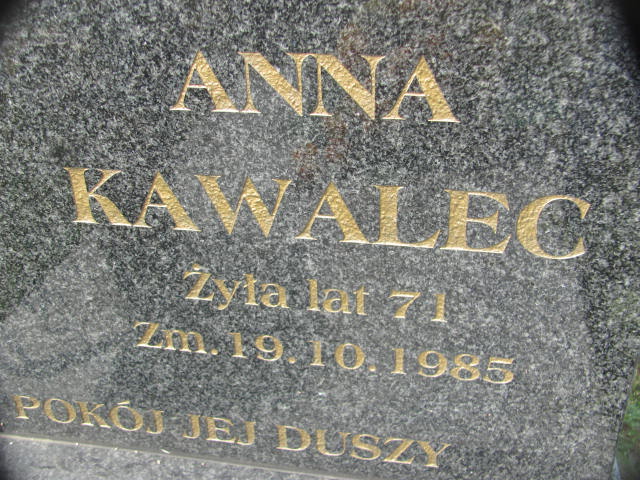 ANNA
KAWALEC
Żyła lat 71
Zm. 19. 10. 1985
POKÓJ JEJ DUSZY